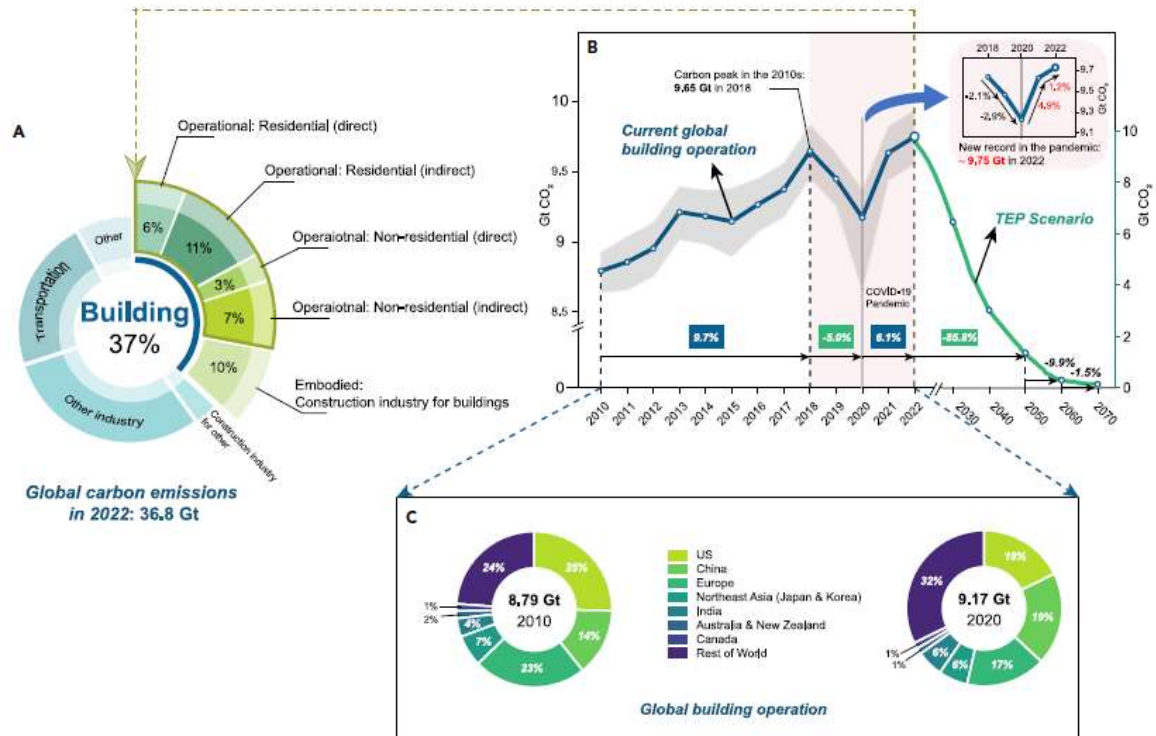 A
Operational: Residential (direct)
Operational: Residential (indirect)
Operaiotnal: Non-residential (direct)
Operaiotnal: Non-residential (indirect)
Embodied:
Construction industry for buildings
Construction industry
for other
Other industry
Transportation
Other
6%
11%
3%
7%
10%
Building
37%
Global carbon emissions
in 2022: 36.8 Gt
B
Carbon peak in the 2010s:
9.65 Gt in 2018
Current global
building operation
Gt CO₂
10
9.5
9
8.5
0
2018
2020
2022
-2.1%
-2.9%
4.9%
1.2%
9.7
9.5
9.3
9.1
Gt CO₂
New record in the pandemic:
~ 9.75 Gt in 2022
TEP Scenario
COVID-19
Pandemic
9.7%
-5.0%
6.1%
-85.8%
-9.9%
-1.5%
10
8
6
4
2
0
Gt CO₂
2010
2011
2012
2013
2014
2015
2016
2017
2018
2019
2020
2021
2022
2030
2040
2050
2060
2070
C
8.79 Gt
2010
25%
14%
23%
7%
4%
2%
1%
24%
US
China
Europe
Northeast Asia (Japan & Korea)
India
Australia & New Zealand
Canada
Rest of World
9.17 Gt
2020
18%
19%
17%
6%
6%
1%
1%
32%
Global building operation